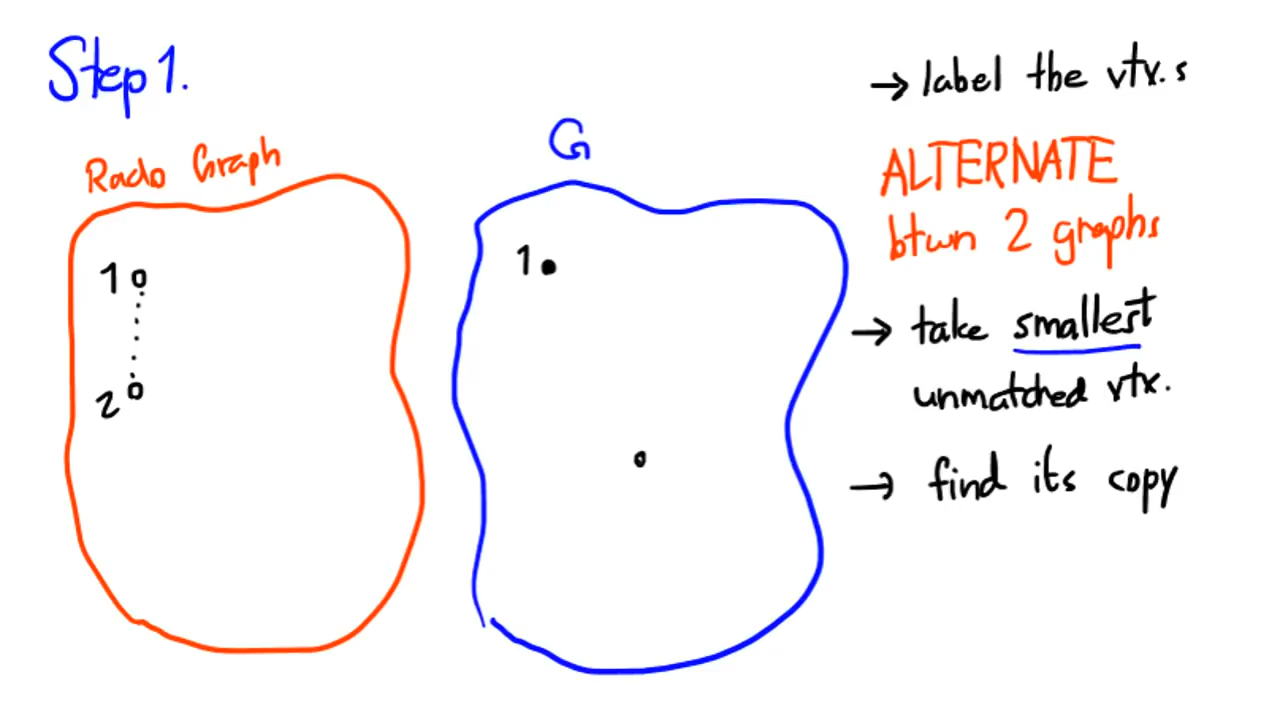 Step 1.
Rado Graph
1
2
G
1
→ label the vtx.s
ALTERNATE
btwn 2 graphs
→ take smallest
unmatched vtx.
→ find its copy